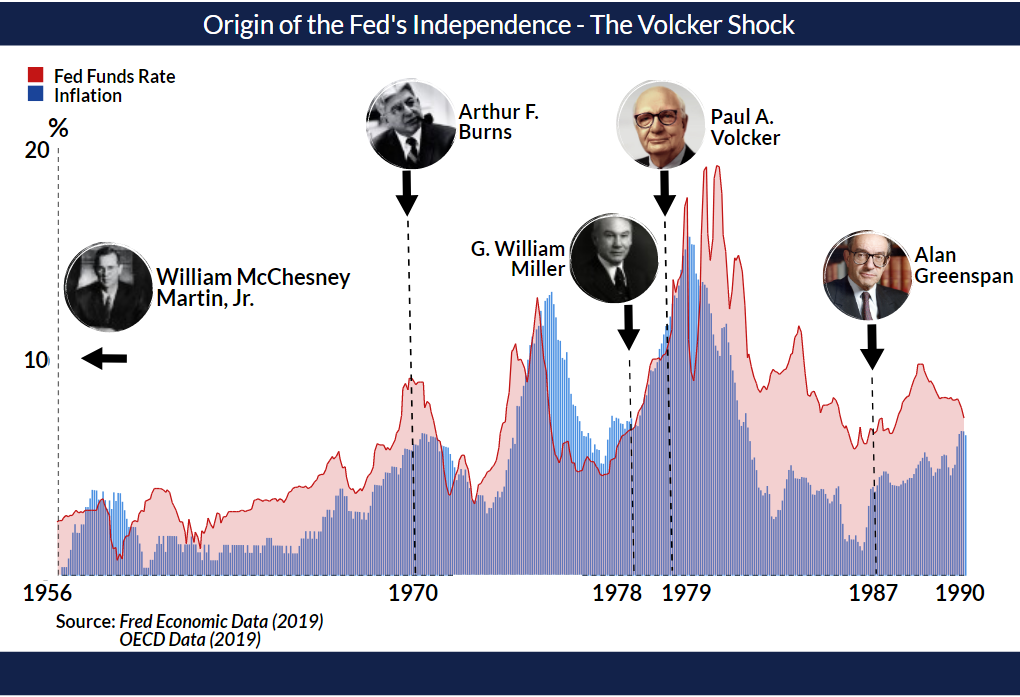 Origin of the Fed's Independence - The Volcker Shock
Fed Funds Rate
Inflation
%
20
10
Arthur F.
Burns
Paul A.
Volcker
G. William
Miller
William McChesney
Martin, Jr.
Alan
Greenspan
1956
1970
1978
1979
1987
1990
Source: Fred Economic Data (2019)
OECD Data (2019)